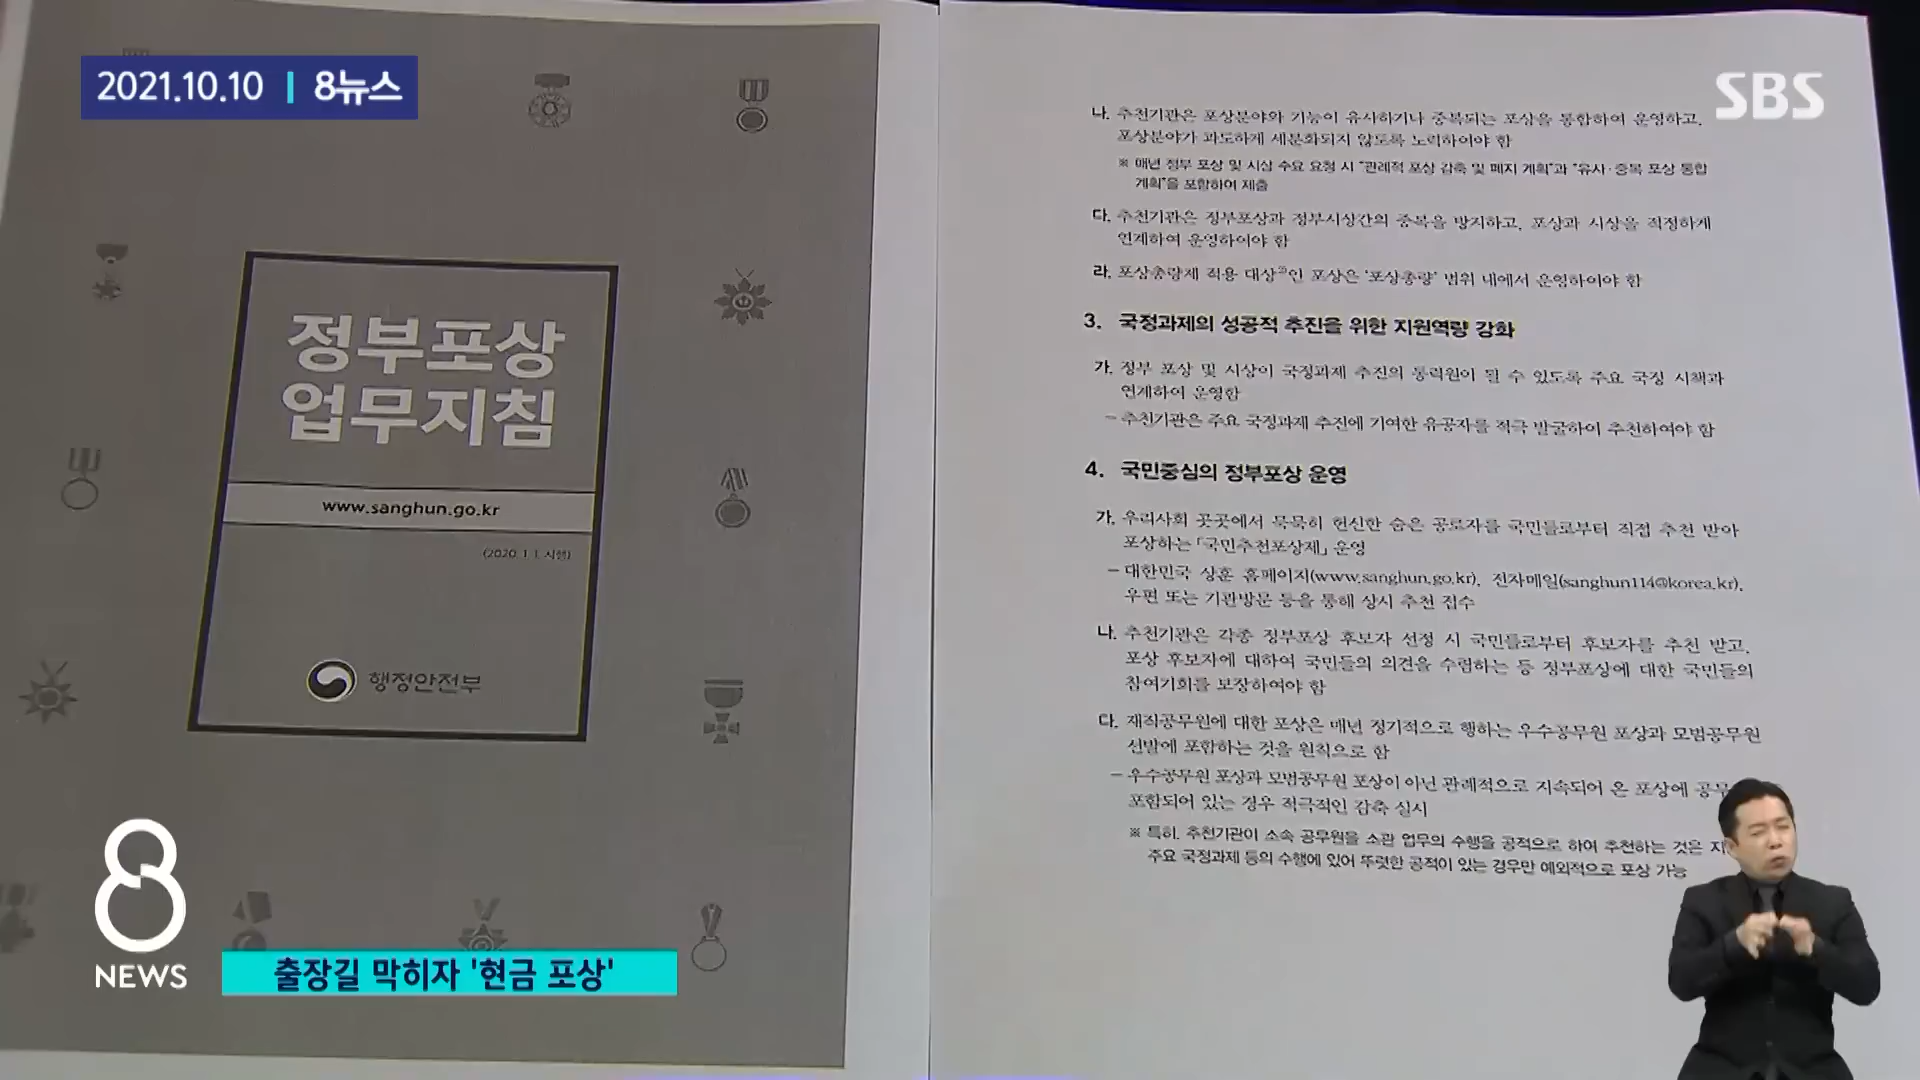 2021.10.10 | 8뉴스
SBS
정부포상
업무지침
www.sanghun.go.kr
(2020. 1. 1. 시행)
행정안전부
나. 추천기관은 포상분야와 기능이 유사하거나 중복되는 포상을 통합하여 운영하고,
포상분야가 과도하게 세분화되지 않도록 노력하여야 함
※ 매년 정부 포상 및 시상 수요 요청 시 "관례적 포상 감축 및 폐지 계획"과 "유사·중복 포상 통합
계획"을 포함하여 제출
다. 추천기관은 정부포상과 정부시상간의 중복을 방지하고, 포상과 시상을 적정하게
연계하여 운영하여야 함
라. 포상총량제 적용 대상인 포상은 '포상총량' 범위 내에서 운영하여야 함
3. 국정과제의 성공적 추진을 위한 지원역량 강화
가. 정부 포상 및 시상이 국정과제 추진의 동력원이 될 수 있도록 주요 국정 시책과
연계하여 운영함
- 추천기관은 주요 국정과제 추진에 기여한 유공자를 적극 발굴하여 추천하여야 함
4. 국민중심의 정부포상 운영
가. 우리사회 곳곳에서 묵묵히 헌신한 숨은 공로자를 국민들로부터 직접 추천 받아
포상하는 「국민추천포상제」 운영
- 대한민국 상훈 홈페이지(www.sanghun.go.kr), 전자메일(sanghun114@korea.kr),
우편 또는 기관방문 등을 통해 상시 추천 접수
나. 추천기관은 각종 정부포상 후보자 선정 시 국민들로부터 후보자를 추천 받고,
포상 후보자에 대하여 국민들의 의견을 수렴하는 등 정부포상에 대한 국민들의
참여기회를 보장하여야 함
다. 재직공무원에 대한 포상은 매년 정기적으로 행하는 우수공무원 포상과 모범공무원
선발에 포함하는 것을 원칙으로 함
- 우수공무원 포상과 모범공무원 포상이 아닌 관례적으로 지속되어 온 포상에 공무
포함되어 있는 경우 적극적인 감축 실시
※ 특히, 추천기관이 소속 공무원을 소관 업무의 수행을 공적으로 하여 추천하는 것은 지
주요 국정과제 등의 수행에 있어 뚜렷한 공적이 있는 경우만 예외적으로 포상 가능
8
NEWS
출장길 막히자 '현금 포상'